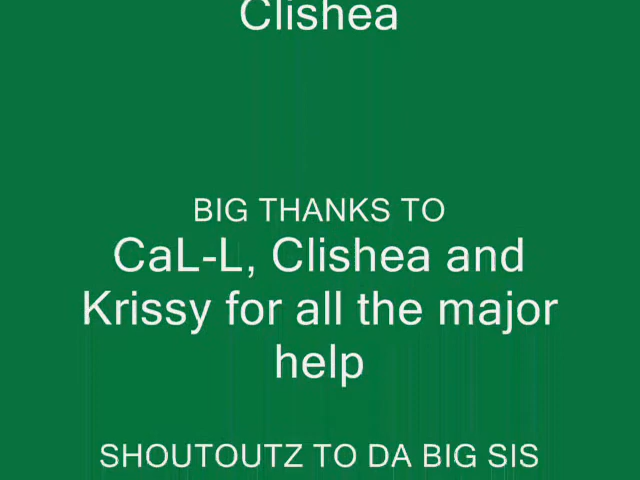 Clishea
BIG THANKS TO
CaL-L, Clishea and
Krissy for all the major
help
SHOUTOUTZ TO DA BIG SIS